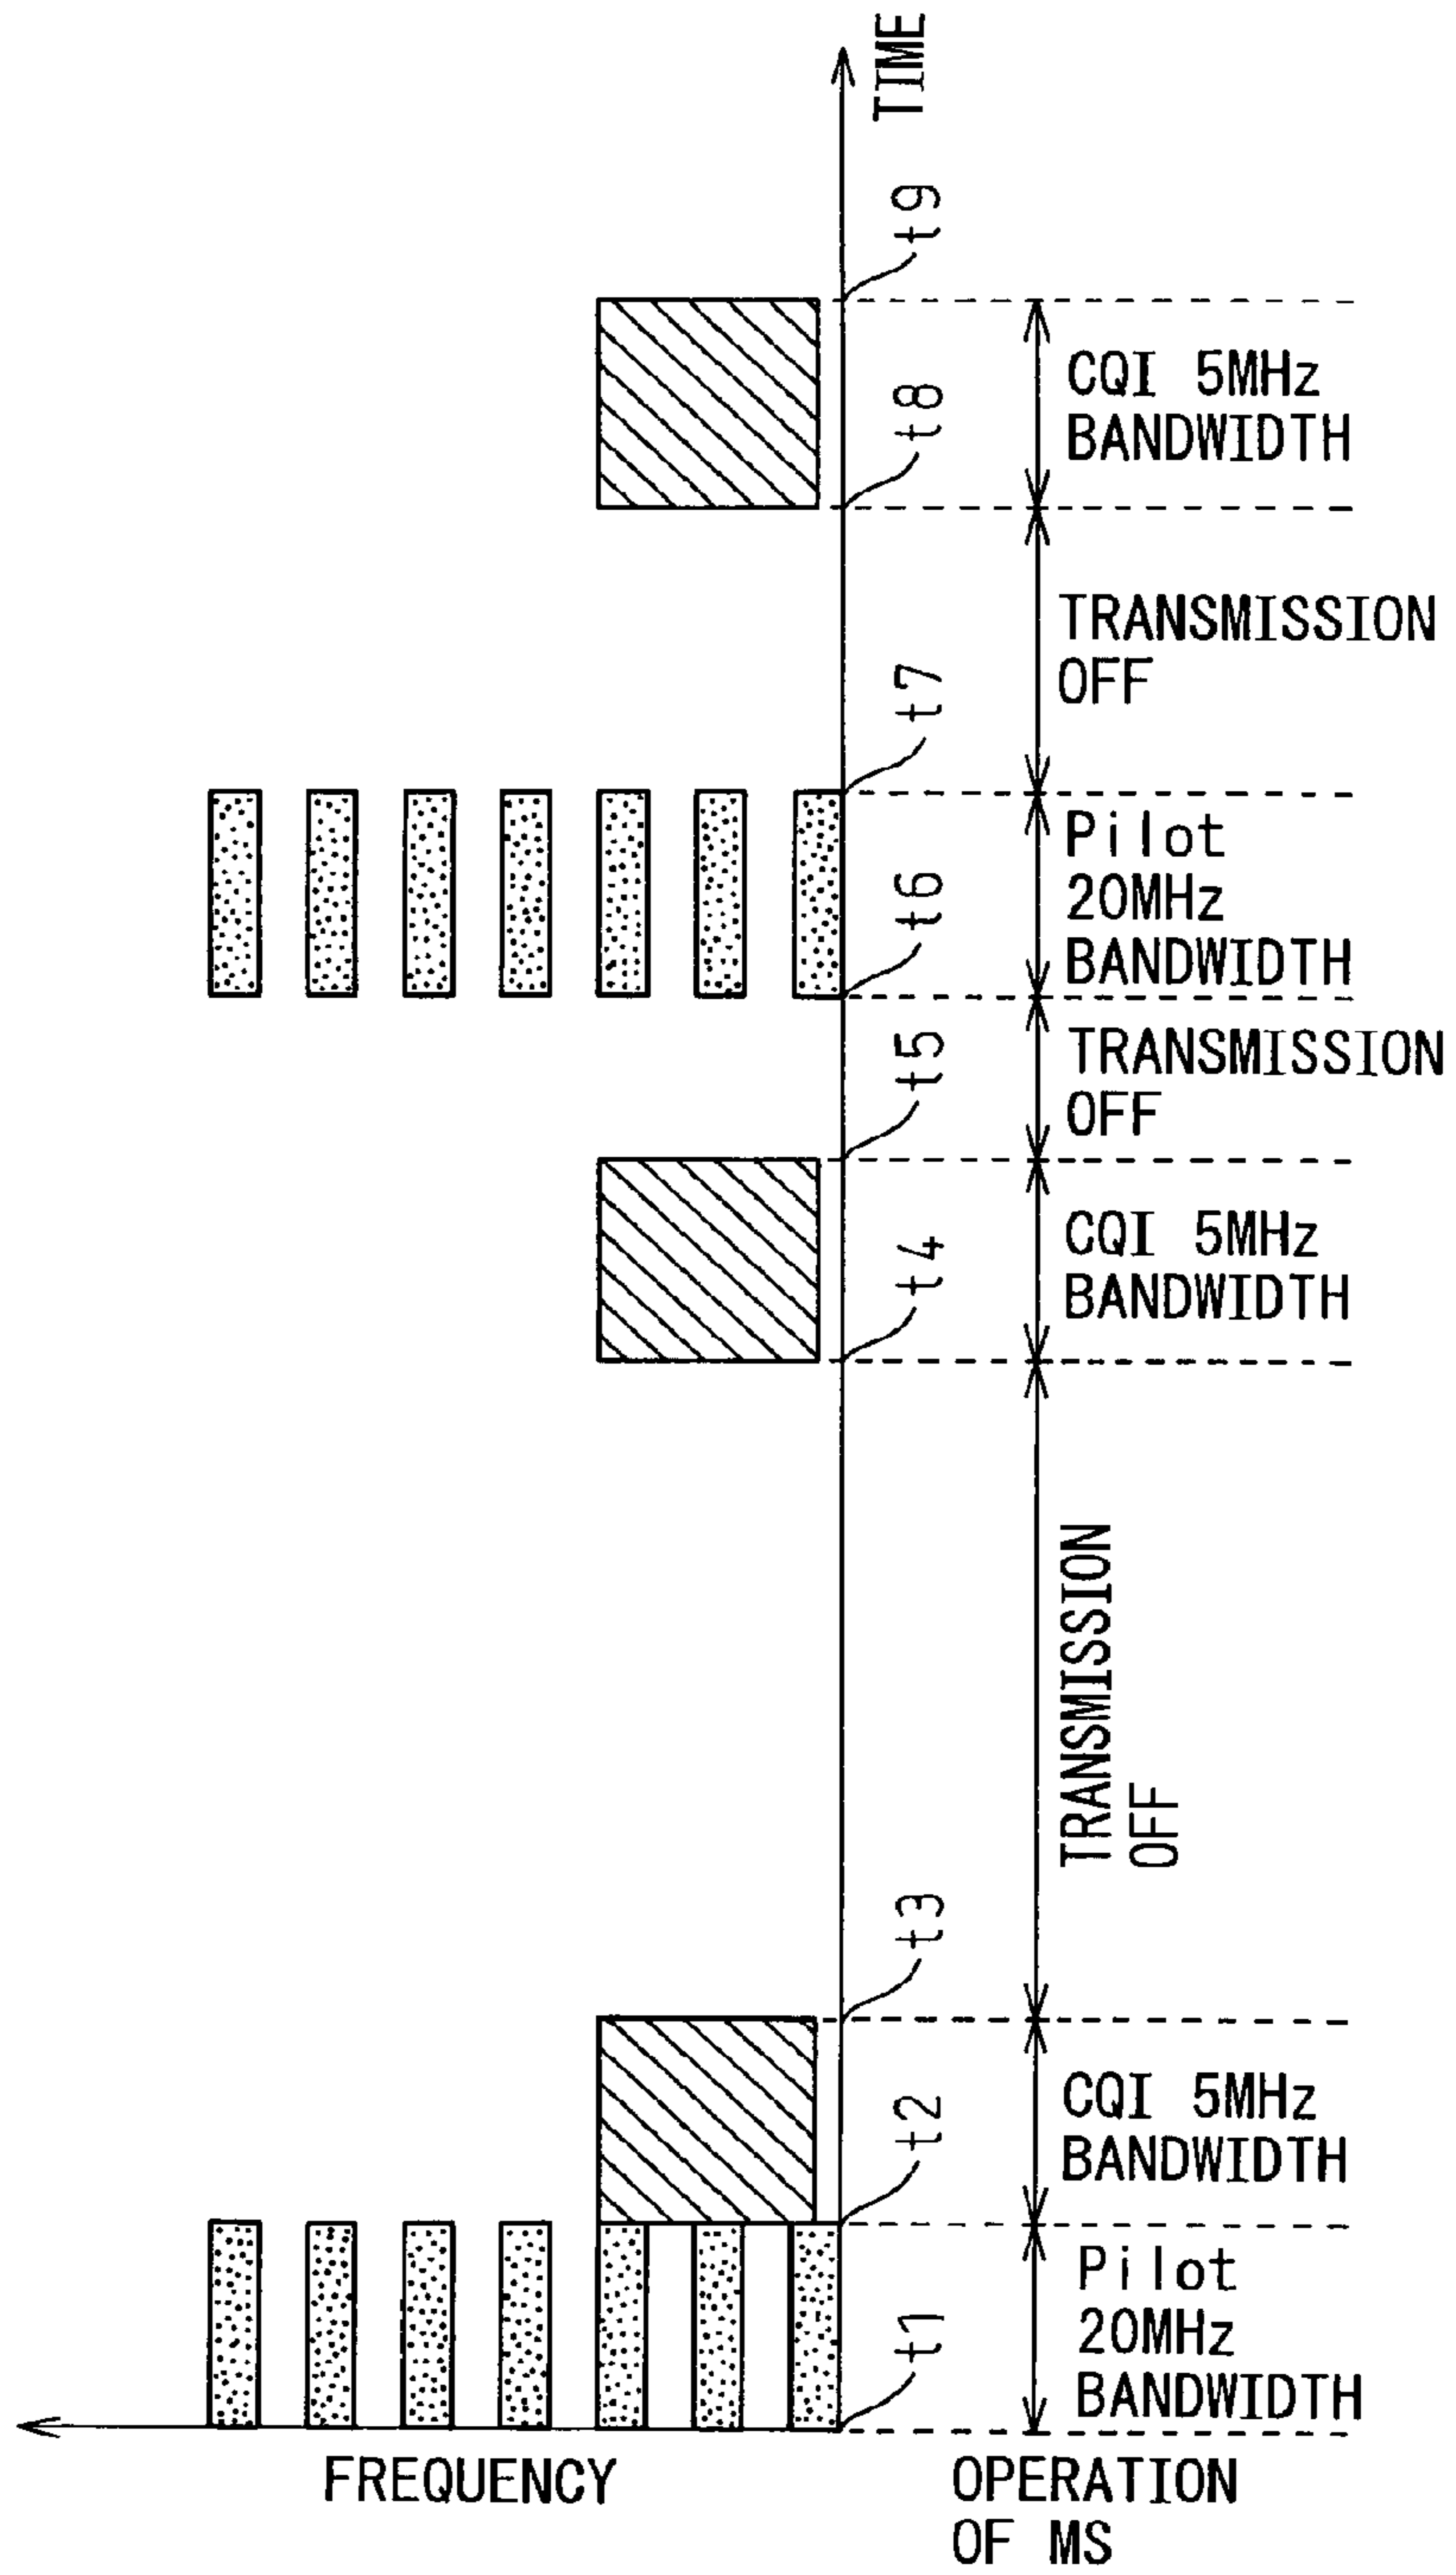 TIME
t9
CQI 5MHz
BANDWIDTH
t8
TRANSMISSION
OFF
t7
Pilot
20MHz
BANDWIDTH
t6
TRANSMISSION
OFF
t5
CQI 5MHz
BANDWIDTH
t4
TRANSMISSION
OFF
t3
CQI 5MHz
BANDWIDTH
t2
Pilot
20MHz
BANDWIDTH
t1
FREQUENCY
OPERATION
OF MS